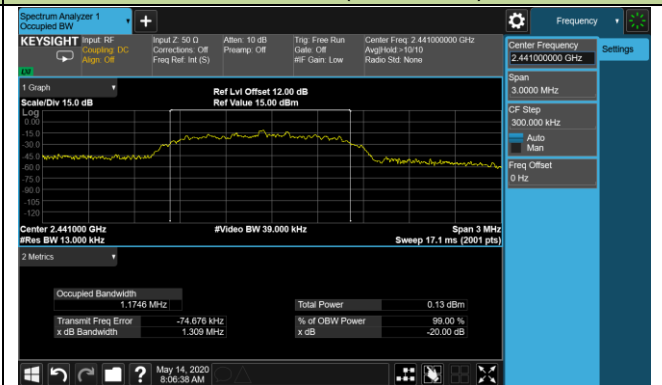 Spectrum Analyzer 1
Occupied BW
+
Frequency
KEYSIGHT
Input: RF
Coupling: DC
Align: Off
Input Z: 50 Ω
Corrections: Off
Freq Ref: Int (S)
Atten: 10 dB
Preamp: Off
Trig: Free Run
Gate: Off
#IF Gain: Low
Center Freq: 2.441000000 GHz
Avg|Hold:>10/10
Radio Std: None
Center Frequency
2.441000000 GHz
Settings
Span
3.0000 MHz
CF Step
300.000 kHz
Auto
Man
Freq Offset
0 Hz
1 Graph
Scale/Div 15.0 dB
Ref Lvl Offset 12.00 dB
Ref Value 15.00 dBm
Log
0.00
-15.0
-30.0
-45.0
-60.0
-75.0
-90.0
-105
-120
Center 2.441000 GHz
#Res BW 13.000 kHz
#Video BW 39.000 kHz
Span 3 MHz
Sweep 17.1 ms (2001 pts)
2 Metrics
Occupied Bandwidth
1.1746 MHz
Total Power 0.13 dBm
Transmit Freq Error -74.676 kHz
% of OBW Power 99.00 %
x dB Bandwidth 1.309 MHz
x dB -20.00 dB
?
May 14, 2020
8:06:38 AM